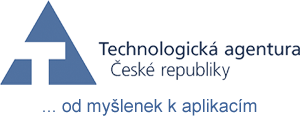 Technologická agentura
České republiky
... od myšlenek k aplikacím